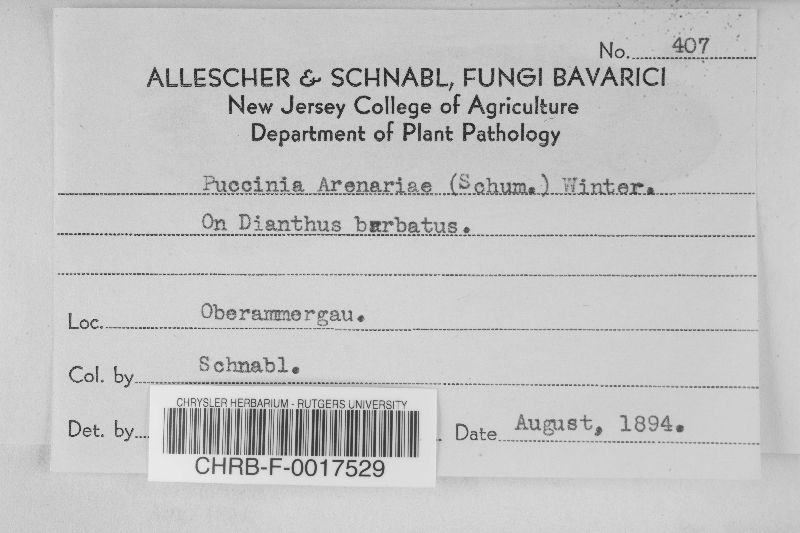 No. 407
ALLESCHER & SCHNABL, FUNGI BAVARICI
New Jersey College of Agriculture
Department of Plant Pathology
Puccinia Arenariae (Schum.) Winter.
On Dianthus barbatus.
Loc. Oberammergau.
Col. by Schnabl.
Det. by
Date August, 1894.
CHRYSLER HERBARIUM - RUTGERS UNIVERSITY
CHRB-F-0017529